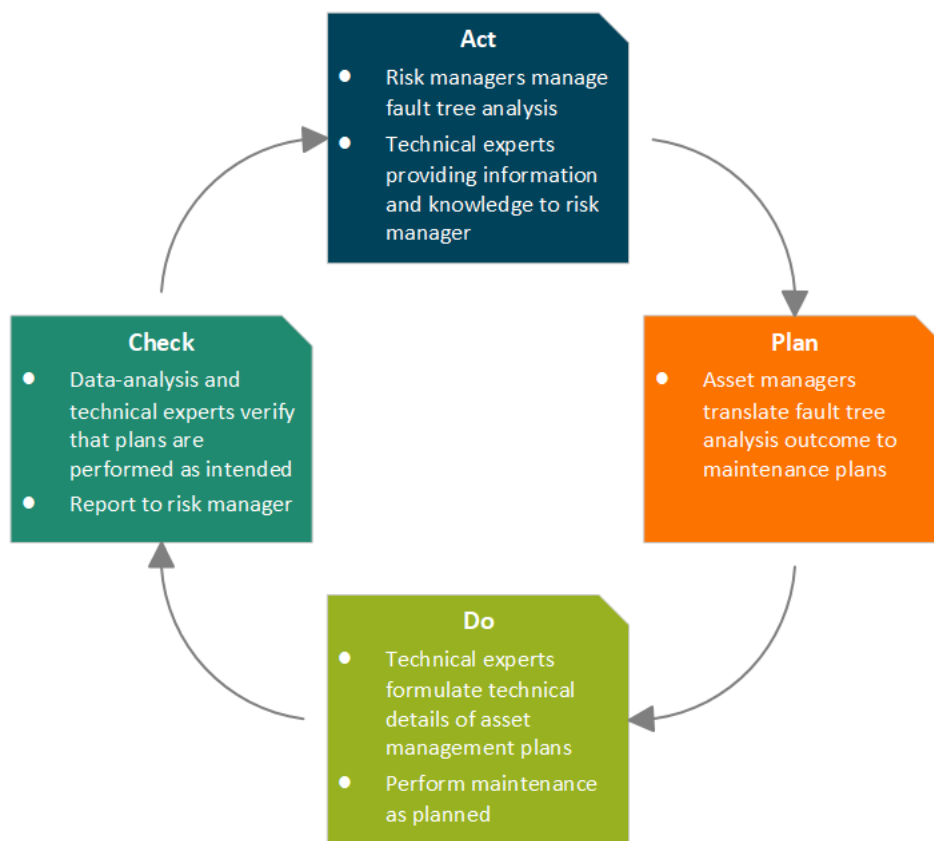 Act
● Risk managers manage
fault tree analysis
● Technical experts
providing information
and knowledge to risk
manager
Plan
● Asset managers
translate fault tree
analysis outcome to
maintenance plans
Do
● Technical experts
formulate technical
details of asset
management plans
● Perform maintenance
as planned
Check
● Data-analysis and
technical experts verify
that plans are
performed as intended
● Report to risk manager